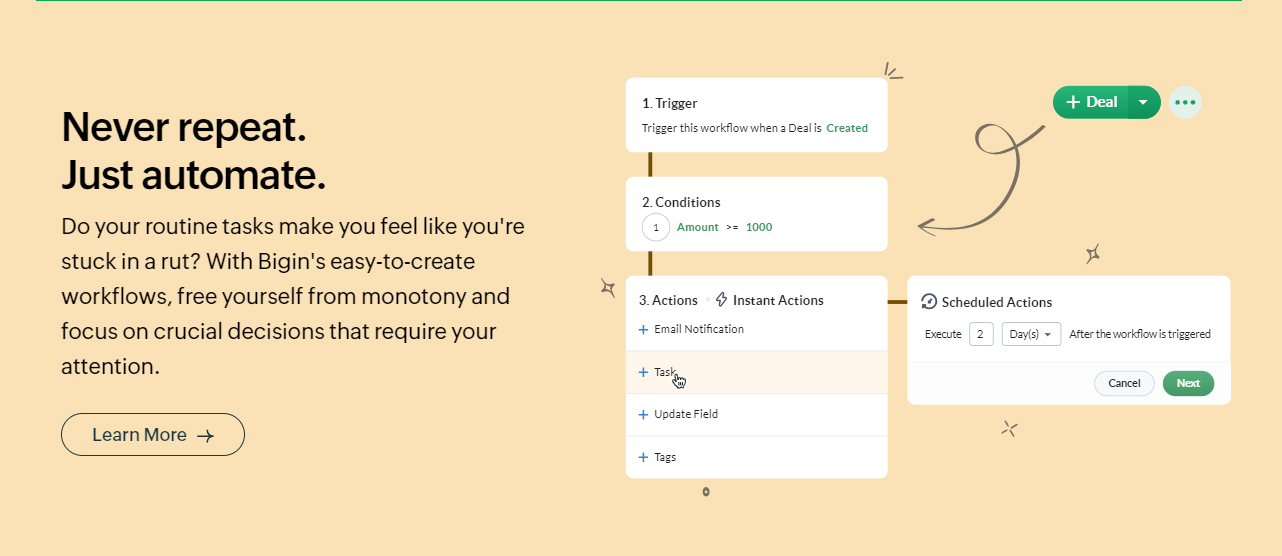 Never repeat.
Just automate.
Do your routine tasks make you feel like you're
stuck in a rut? With Bigin's easy-to-create
workflows, free yourself from monotony and
focus on crucial decisions that require your
attention.
Learn More →
1. Trigger
Trigger this workflow when a Deal is Created
2. Conditions
1 Amount >= 1000
3. Actions Instant Actions
+ Email Notification
+ Task
+ Update Field
+ Tags
+ Deal
Scheduled Actions
Execute 2 Day(s) After the workflow is triggered
Cancel Next